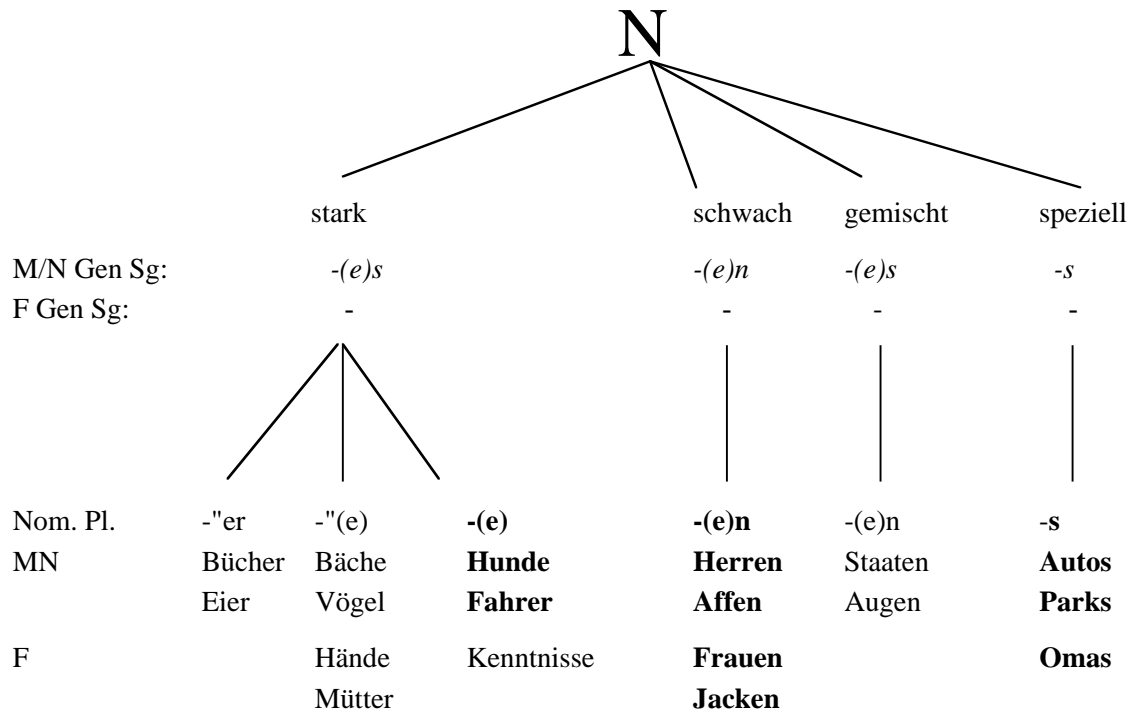 N
stark schwach gemischt speziell
M/N Gen Sg: -(e)s -(e)n -(e)s -s
F Gen Sg: - - - -
Nom. Pl. -"er -"(e) -(e) -(e)n -(e)n -s
MN Bücher Bäche Hunde Herren Staaten Autos
Eier Vögel Fahrer Affen Augen Parks
F Hände Kenntnisse Frauen Omas
Mütter Jacken